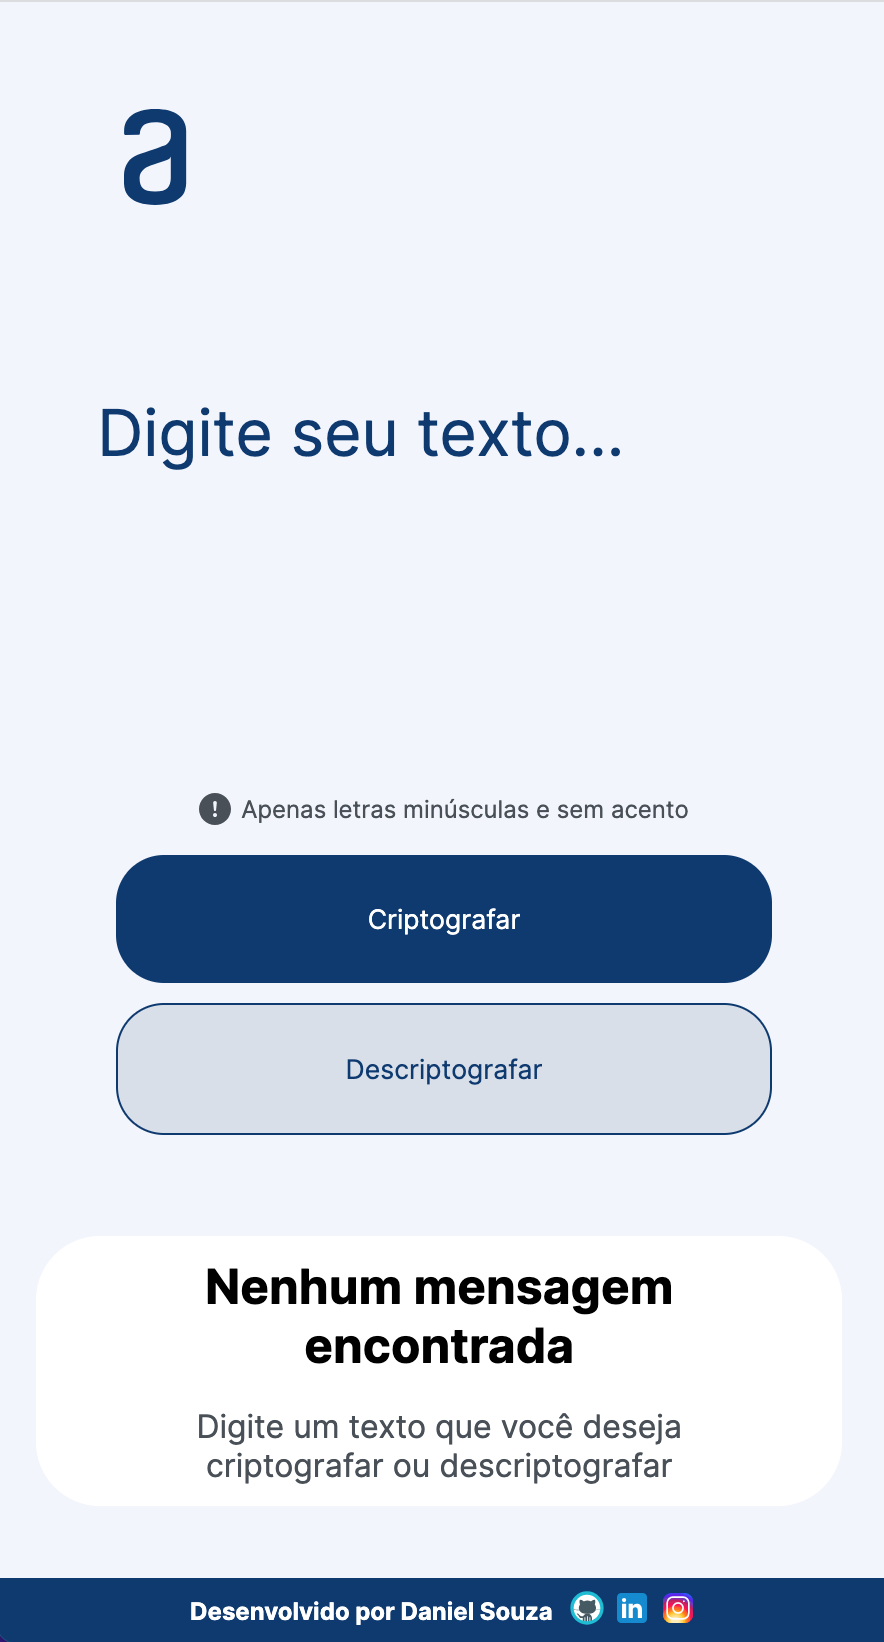 a
Digite seu texto...
! Apenas letras minúsculas e sem acento
Criptografar
Descriptografar
Nenhum mensagem
encontrada
Digite um texto que você deseja
criptografar ou descriptografar
Desenvolvido por Daniel Souza in